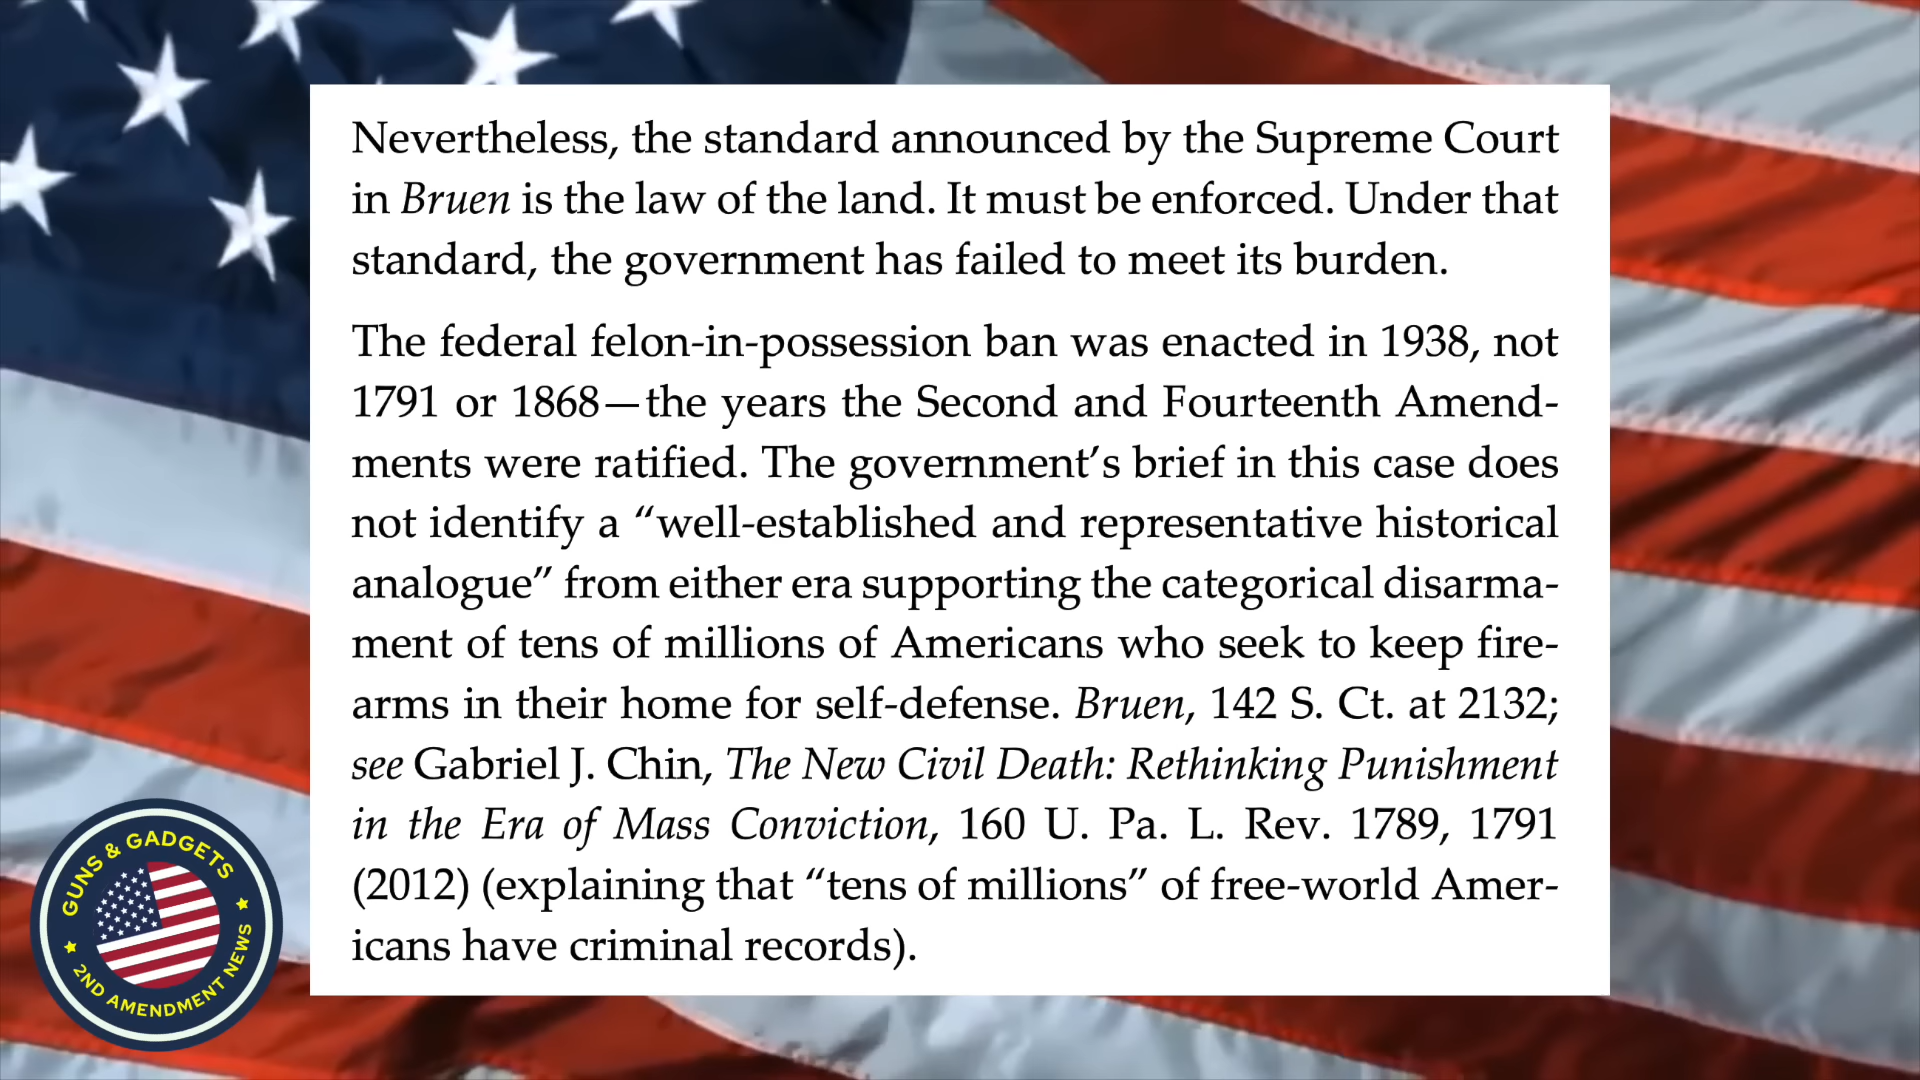 Nevertheless, the standard announced by the Supreme Court
in Bruen is the law of the land. It must be enforced. Under that
standard, the government has failed to meet its burden.
The federal felon-in-possession ban was enacted in 1938, not
1791 or 1868—the years the Second and Fourteenth Amend-
ments were ratified. The government’s brief in this case does
not identify a “well-established and representative historical
analogue” from either era supporting the categorical disarma-
ment of tens of millions of Americans who seek to keep fire-
arms in their home for self-defense. Bruen, 142 S. Ct. at 2132;
see Gabriel J. Chin, The New Civil Death: Rethinking Punishment
in the Era of Mass Conviction, 160 U. Pa. L. Rev. 1789, 1791
(2012) (explaining that “tens of millions” of free-world Amer-
icans have criminal records).
GUNS & GADGETS
2ND AMENDMENT NEWS